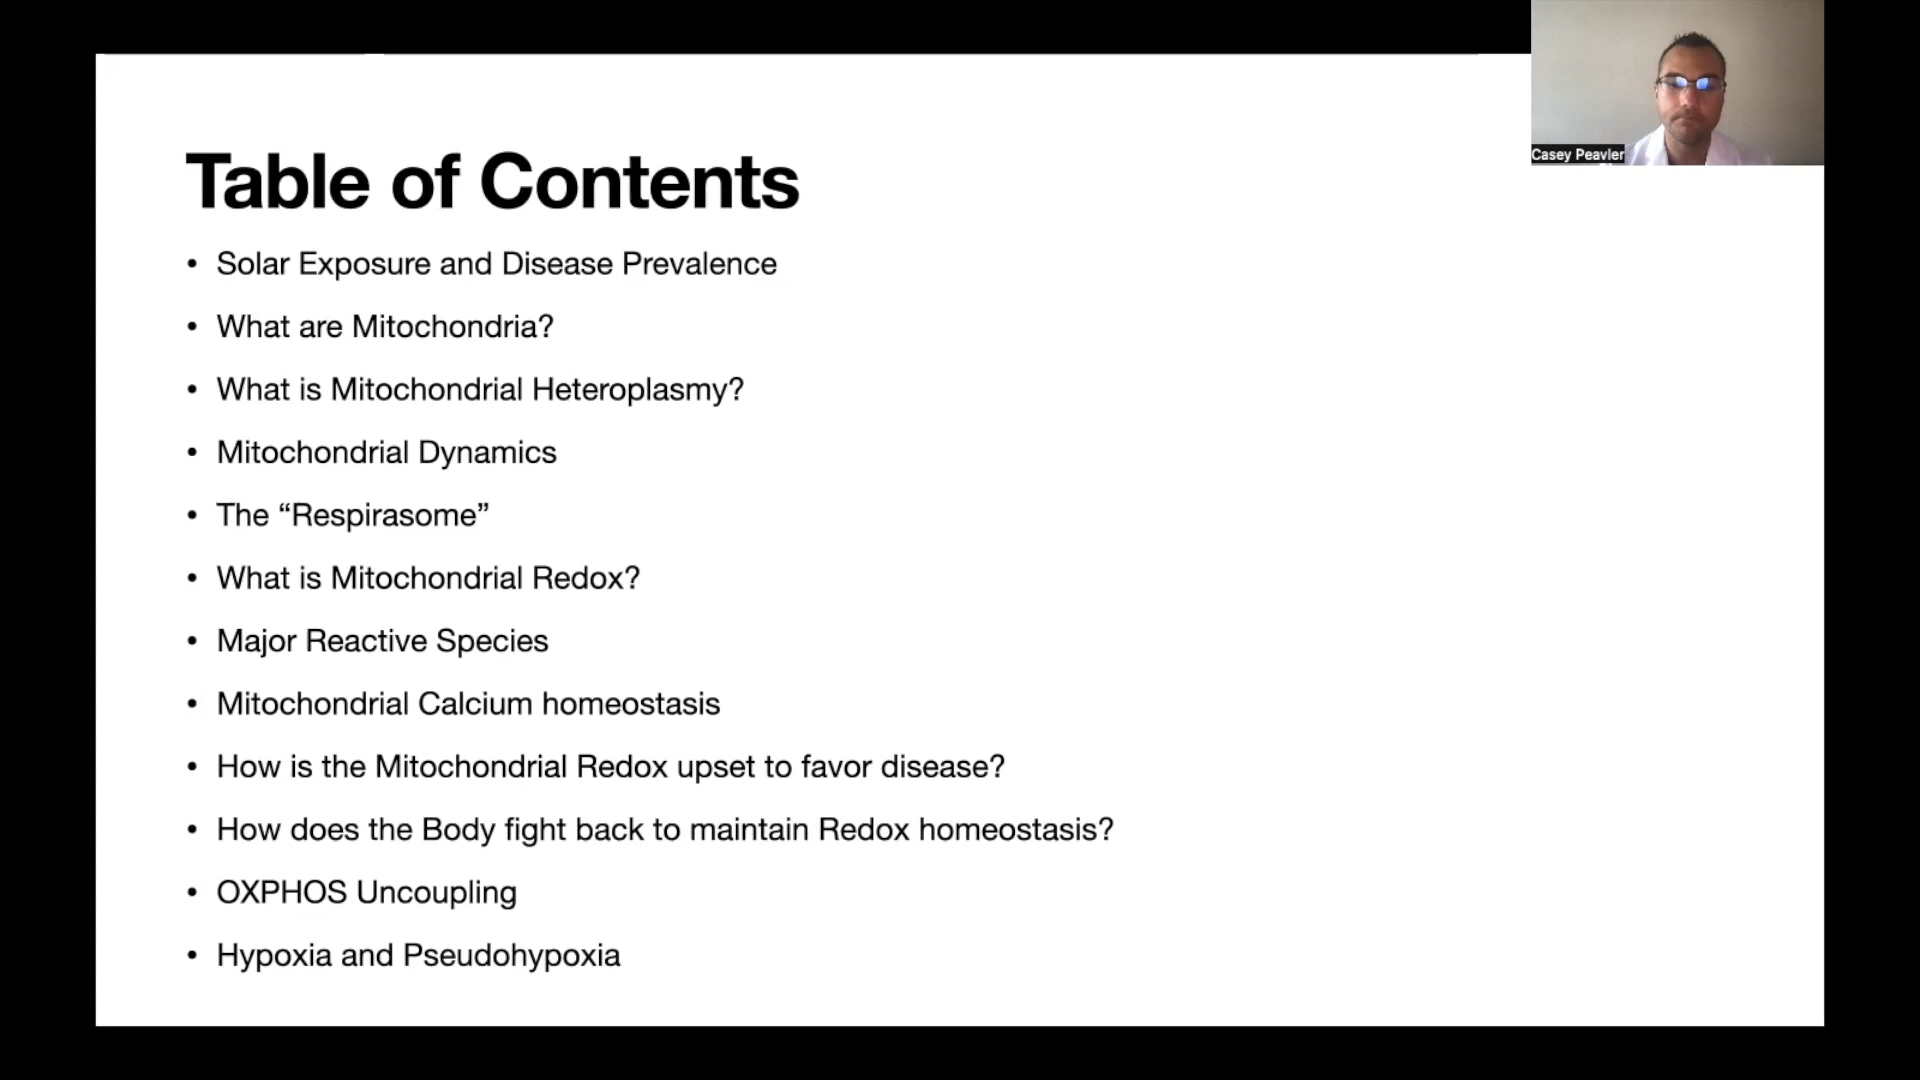 Casey Peavler
Table of Contents
• Solar Exposure and Disease Prevalence
• What are Mitochondria?
• What is Mitochondrial Heteroplasmy?
• Mitochondrial Dynamics
• The “Respirasome”
• What is Mitochondrial Redox?
• Major Reactive Species
• Mitochondrial Calcium homeostasis
• How is the Mitochondrial Redox upset to favor disease?
• How does the Body fight back to maintain Redox homeostasis?
• OXPHOS Uncoupling
• Hypoxia and Pseudohypoxia